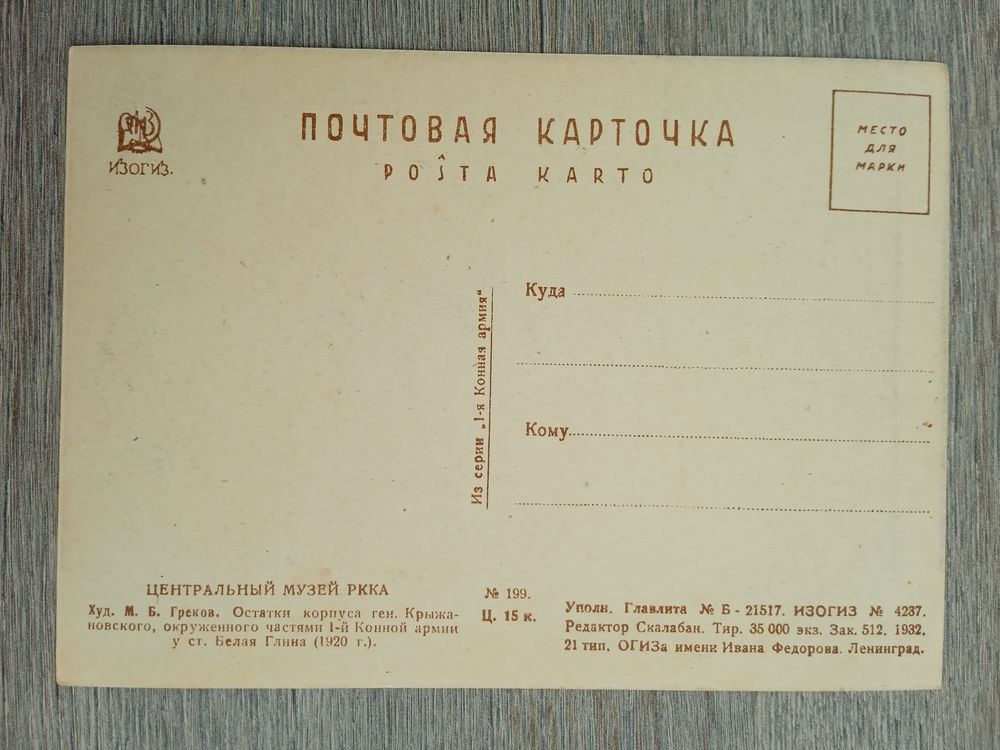 ИЗОГИЗ.
ПОЧТОВАЯ КАРТОЧКА
POŜTA KARTO
МЕСТО
ДЛЯ
МАРКИ
Куда
Из серии „1-я Конная армия“
Кому
ЦЕНТРАЛЬНЫЙ МУЗЕЙ РККА
Худ. М. Б. Греков. Остатки корпуса ген. Крыжа-
новского, окруженного частями 1-й Конной армии
у ст. Белая Глина (1920 г.).
№ 199.
Ц. 15 к.
Уполн. Главлита № Б - 21517. ИЗОГИЗ № 4237.
Редактор Скалабан. Тир. 35 000 экз. Зак. 512. 1932.
21 тип. ОГИЗа имени Ивана Федорова. Ленинград.